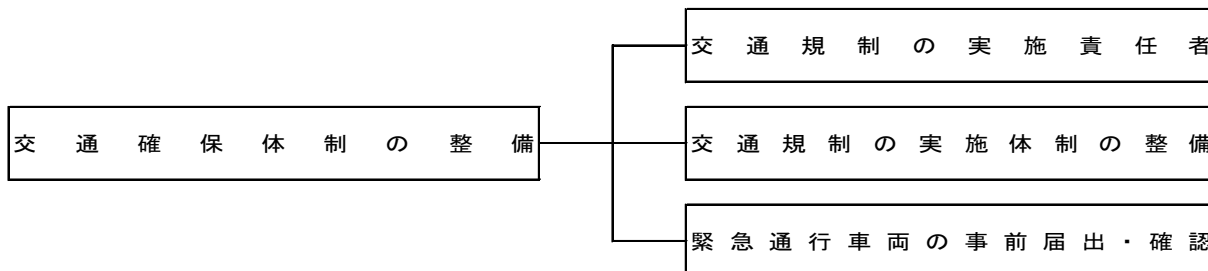 交通規制の実施責任者
交通確保体制の整備
交通規制の実施体制の整備
緊急通行車両の事前届出・確認